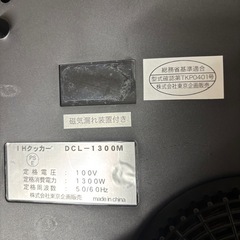 総務省基準適合
型式確認第TKP0401号
株式会社東京企画販売
磁気漏れ装置付き
IHクッカー DCL-1300M
定格電圧:100V
定格消費電力:1300W
定格周波数:50/60Hz
株式会社東京企画販売
made in china